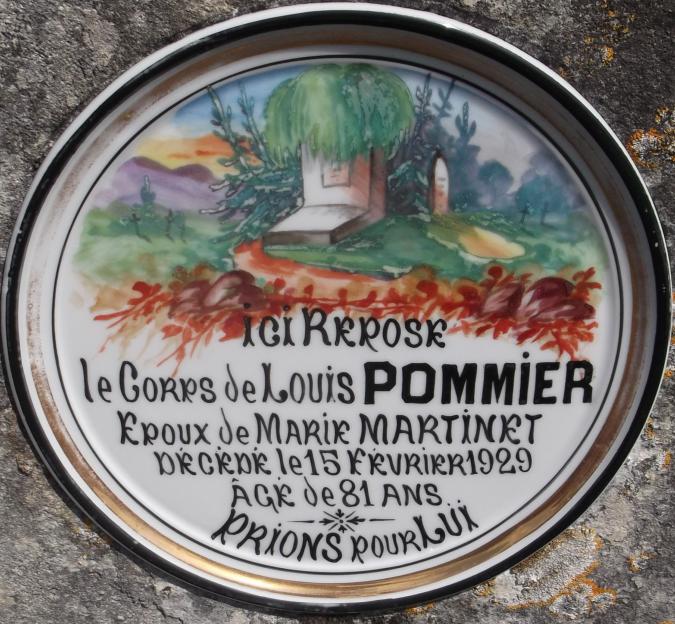 iCi REPOSE
le CORPS de LOUiS POMMiER
EPOUX de MARIE MARTiNET
DÉCÉDÉ le 15 FÉVRiER 1929
ÂGÉ de 81 ANS
PRiONS POUR LUi